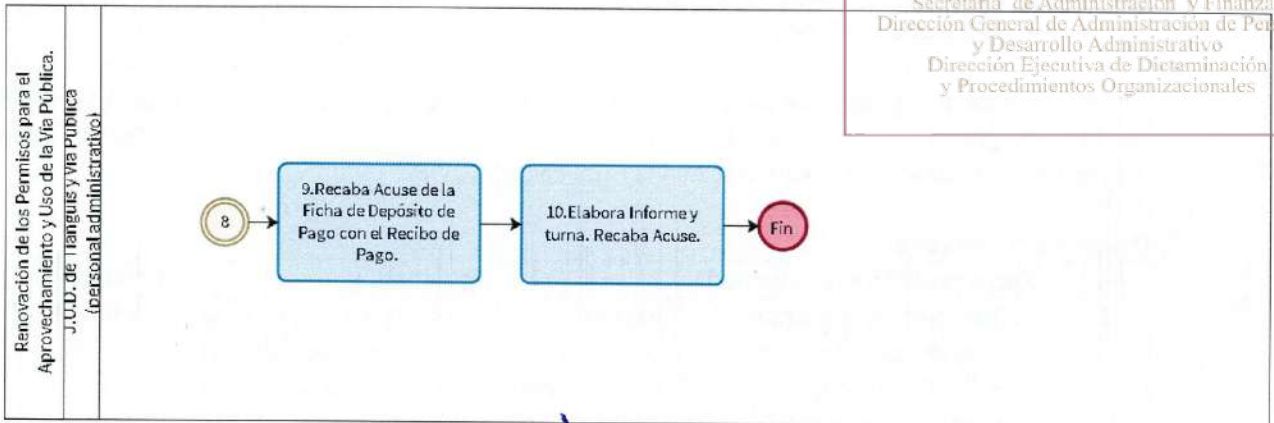 Secretaría de Administración y Finanza
Dirección General de Administración de Per
y Desarrollo Administrativo
Dirección Ejecutiva de Dictaminación
y Procedimientos Organizacionales
Renovación de los Permisos para el
Aprovechamiento y Uso de la Vía Pública.
J.U.D. de Tianguis y Vía Pública
(personal administrativo)
8
9.Recaba Acuse de la
Ficha de Depósito de
Pago con el Recibo de
Pago.
10.Elabora Informe y
turna. Recaba Acuse.
Fin